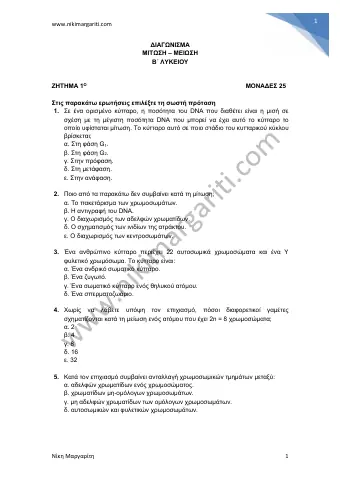 www.nikimargariti.com
1
ΔΙΑΓΩΝΙΣΜΑ
ΜΙΤΩΣΗ – ΜΕΙΩΣΗ
Β΄ ΛΥΚΕΙΟΥ
ΖΗΤΗΜΑ 1Ο ΜΟΝΑΔΕΣ 25
Στις παρακάτω ερωτήσεις επιλέξτε τη σωστή πρόταση
1. Σε ένα ορισμένο κύτταρο, η ποσότητα του DNA που διαθέτει είναι η μισή σε
σχέση με τη μέγιστη ποσότητα DNA που μπορεί να έχει αυτό το κύτταρο το
οποίο υφίσταται μίτωση. Το κύτταρο αυτό σε ποιο στάδιο του κυτταρικού κύκλου
βρίσκεται;
α. Στη φάση G₁.
β. Στη φάση G₂.
γ. Στην πρόφαση.
δ. Στη μετάφαση.
ε. Στην ανάφαση.
2. Ποιο από τα παρακάτω δεν συμβαίνει κατά τη μίτωση;
α. Το πακετάρισμα των χρωμοσωμάτων.
β. Η αντιγραφή του DNA.
γ. Ο διαχωρισμός των αδελφών χρωματίδων.
δ. Ο σχηματισμός των ινιδίων της ατράκτου.
ε. Ο διαχωρισμός των κεντροσωμάτων.
3. Ένα ανθρώπινο κύτταρο περιέχει 22 αυτοσωμικά χρωμοσώματα και ένα Υ
φυλετικό χρωμόσωμα. Το κύτταρο είναι:
α. Ένα ανδρικό σωματικό κύτταρο.
β. Ένα ζυγωτό.
γ. Ένα σωματικό κύτταρο ενός θηλυκού ατόμου.
δ. Ένα σπερματοζωάριο.
4. Χωρίς να λάβετε υπόψη τον επιχιασμό, πόσοι διαφορετικοί γαμέτες
σχηματίζονται κατά τη μείωση ενός ατόμου που έχει 2n = 8 χρωμοσώματα;
α. 2
β. 4
γ. 8
δ. 16
ε. 32
5. Κατά τον επιχιασμό συμβαίνει ανταλλαγή χρωμοσωμικών τμημάτων μεταξύ:
α. αδελφών χρωματίδων ενός χρωμοσώματος.
β. χρωματίδων μη-ομόλογων χρωμοσωμάτων.
γ. μη αδελφών χρωματίδων των ομόλογων χρωμοσωμάτων.
δ. αυτοσωμικών και φυλετικών χρωμοσωμάτων.
www.nikimargariti.com
Νίκη Μαργαρίτη 1